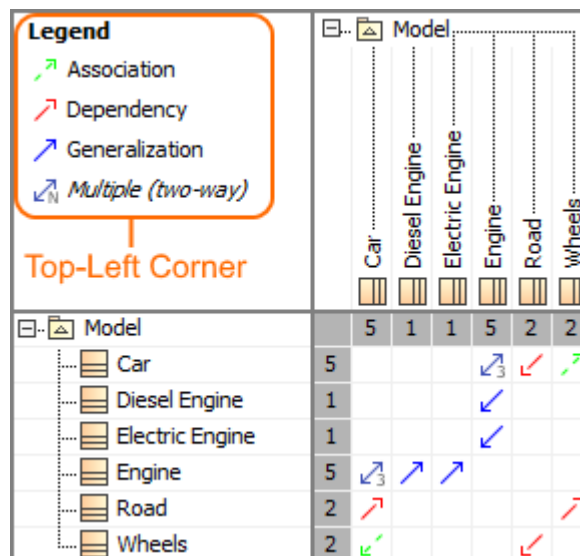 Legend
Association
Dependency
Generalization
N Multiple (two-way)
Top-Left Corner
Model
Car
Diesel Engine
Electric Engine
Engine
Road
Wheels
Model 5 1 1 5 2 2
Car 5 3
Diesel Engine 1
Electric Engine 1
Engine 5 3
Road 2
Wheels 2